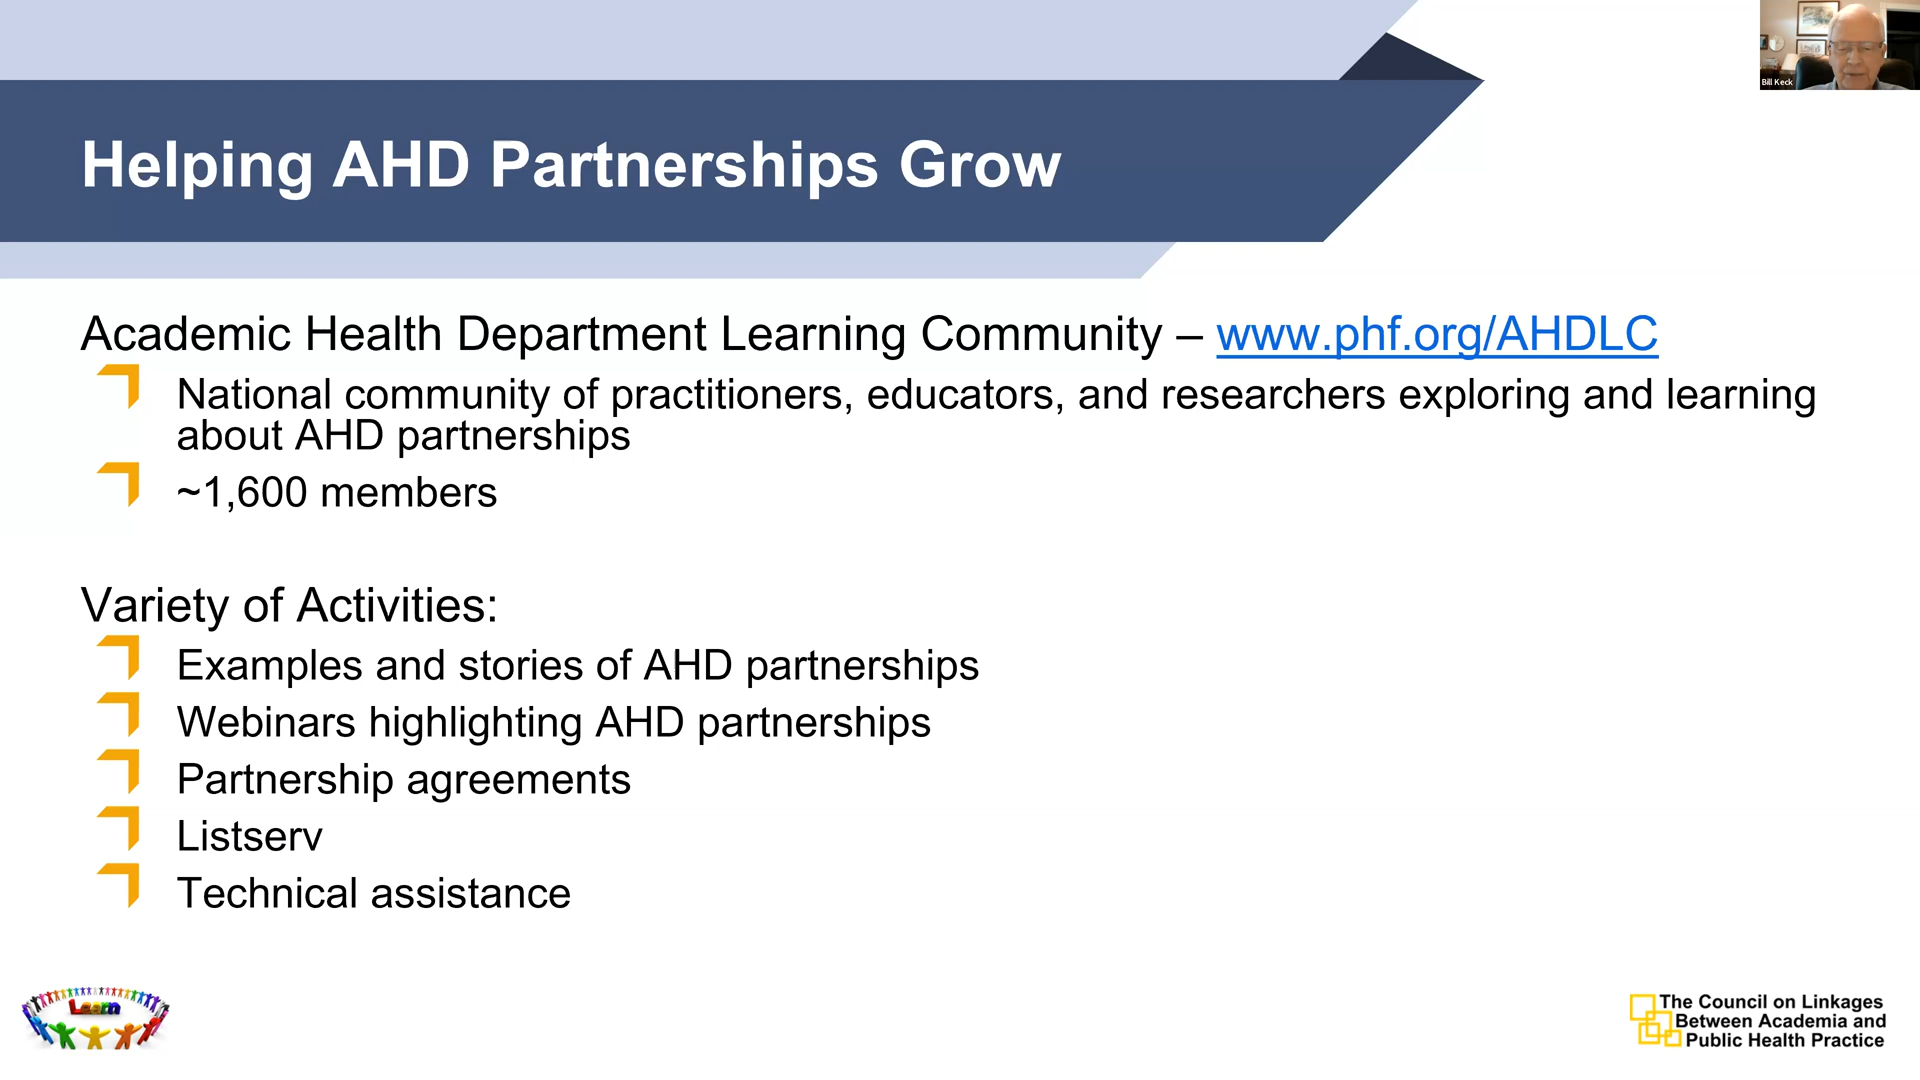 Bill Keck
Helping AHD Partnerships Grow
Academic Health Department Learning Community – www.phf.org/AHDLC
National community of practitioners, educators, and researchers exploring and learning
about AHD partnerships
~1,600 members
Variety of Activities:
Examples and stories of AHD partnerships
Webinars highlighting AHD partnerships
Partnership agreements
Listserv
Technical assistance
Learn
The Council on Linkages
Between Academia and
Public Health Practice